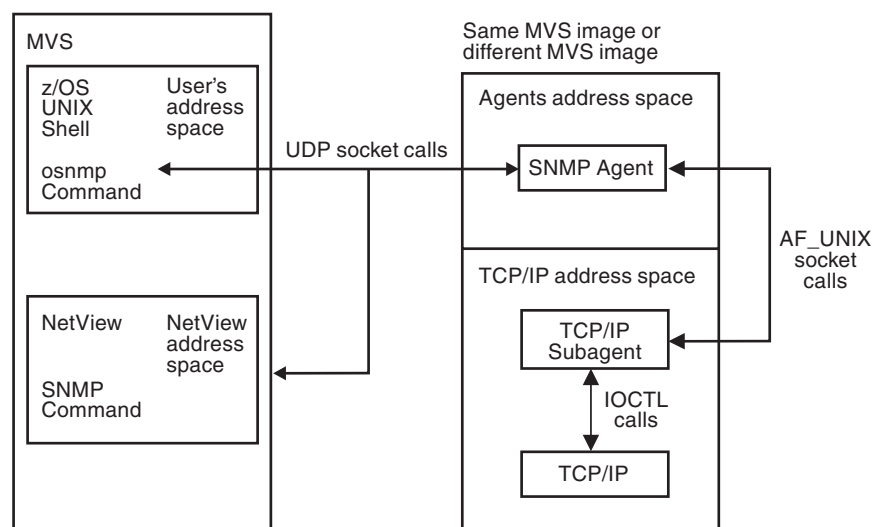 MVS
z/OS
UNIX
Shell
User's
address
space
osnmp
Command
NetView
NetView
address
space
SNMP
Command
UDP socket calls
Same MVS image or
different MVS image
Agents address space
SNMP Agent
TCP/IP address space
TCP/IP
Subagent
IOCTL
calls
TCP/IP
AF_UNIX
socket
calls